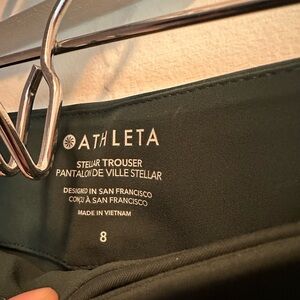 ATHLETA
STELLAR TROUSER
PANTALON DE VILLE STELLAR
DESIGNED IN SAN FRANCISCO
CONÇU À SAN FRANCISCO
MADE IN VIETNAM
8